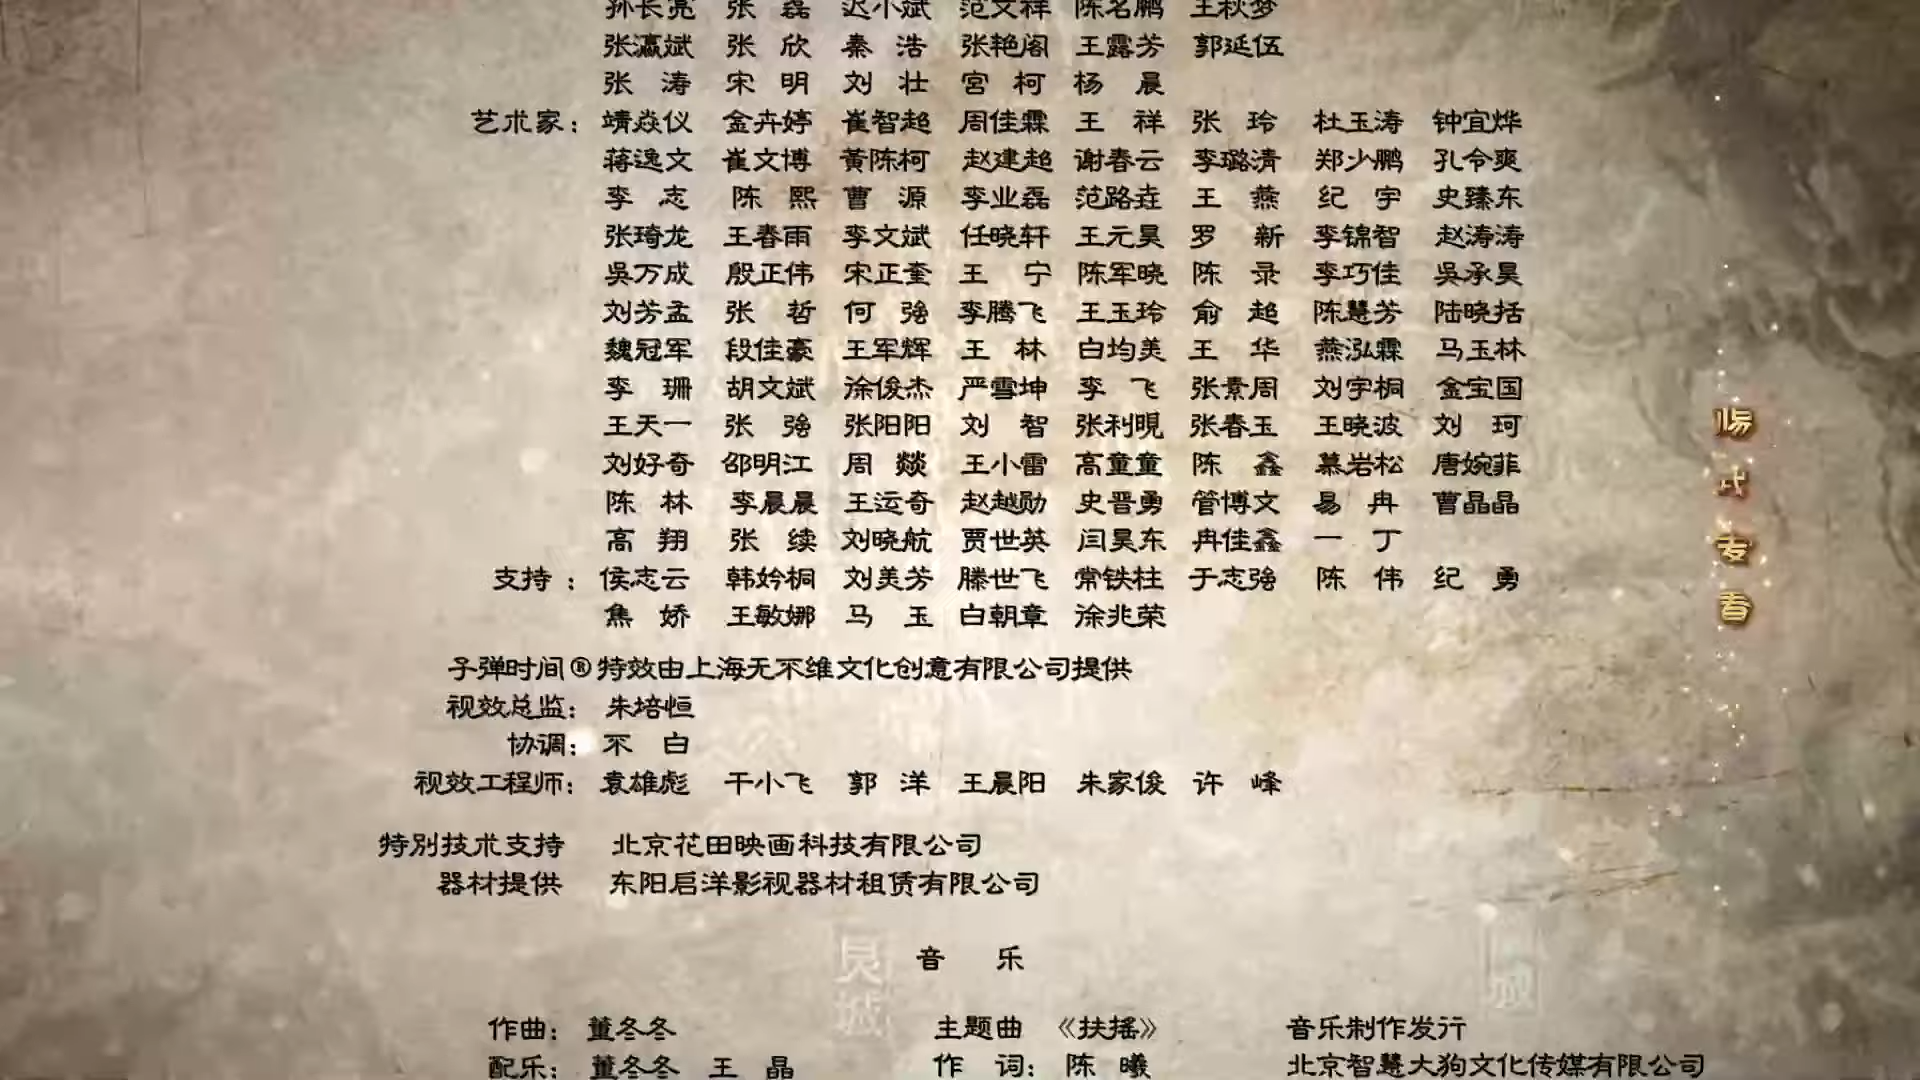 孙长亮 张 磊 迟小斌 范文祥 陈名鹏 王秋梦
张瀛斌 张 欣 秦 浩 张艳阁 王露芳 郭延伍
张 涛 宋 明 刘 壮 宫 柯 杨 晨
艺术家: 靖焱仪 金卉婷 崔智超 周佳霖 王 祥 张 玲 杜玉涛 钟宜烨
蒋逸文 崔文博 黄陈柯 赵建超 谢春云 李璐清 郑少鹏 孔令爽
李 志 陈 熙 曹 源 李业磊 范路垚 王 燕 纪 宇 史臻东
张琦龙 王春雨 李文斌 任晓轩 王元昊 罗 新 李锦智 赵涛涛
吴万成 殷正伟 宋正奎 王 宁 陈军晓 陈 录 李巧佳 吴承昊
刘芳孟 张 哲 何 强 李腾飞 王玉玲 俞 超 陈慧芳 陆晓括
魏冠军 段佳豪 王军辉 王 林 白均美 王 华 燕泓霖 马玉林
李 珊 胡文斌 涂俊杰 严雪坤 李 飞 张素周 刘宇桐 金宝国
王天一 张 强 张阳阳 刘 智 张利晛 张春玉 王晓波 刘 珂
刘好奇 邵明江 周 燚 王小雷 高童童 陈 鑫 慕岩松 唐婉菲
陈 林 李晨晨 王运奇 赵越勋 史晋勇 管博文 易 冉 曹晶晶
高 翔 张 续 刘晓航 贾世英 闫昊东 冉佳鑫 一 丁
支持: 侯志云 韩妗桐 刘美芳 滕世飞 常铁柱 于志强 陈 伟 纪 勇
焦 娇 王敏娜 马 玉 白朝章 徐兆荣
子弹时间®特效由上海无不维文化创意有限公司提供
视效总监: 朱培恒
协调: 不 白
视效工程师: 袁雄彪 干小飞 郭 洋 王晨阳 朱家俊 许 峰
特别技术支持 北京花田映画科技有限公司
器材提供 东阳启洋影视器材租赁有限公司
音 乐
作曲: 董冬冬 主题曲 《扶摇》 音乐制作发行
配乐: 董冬冬 王 晶 作 词: 陈 曦 北京智慧大狗文化传媒有限公司